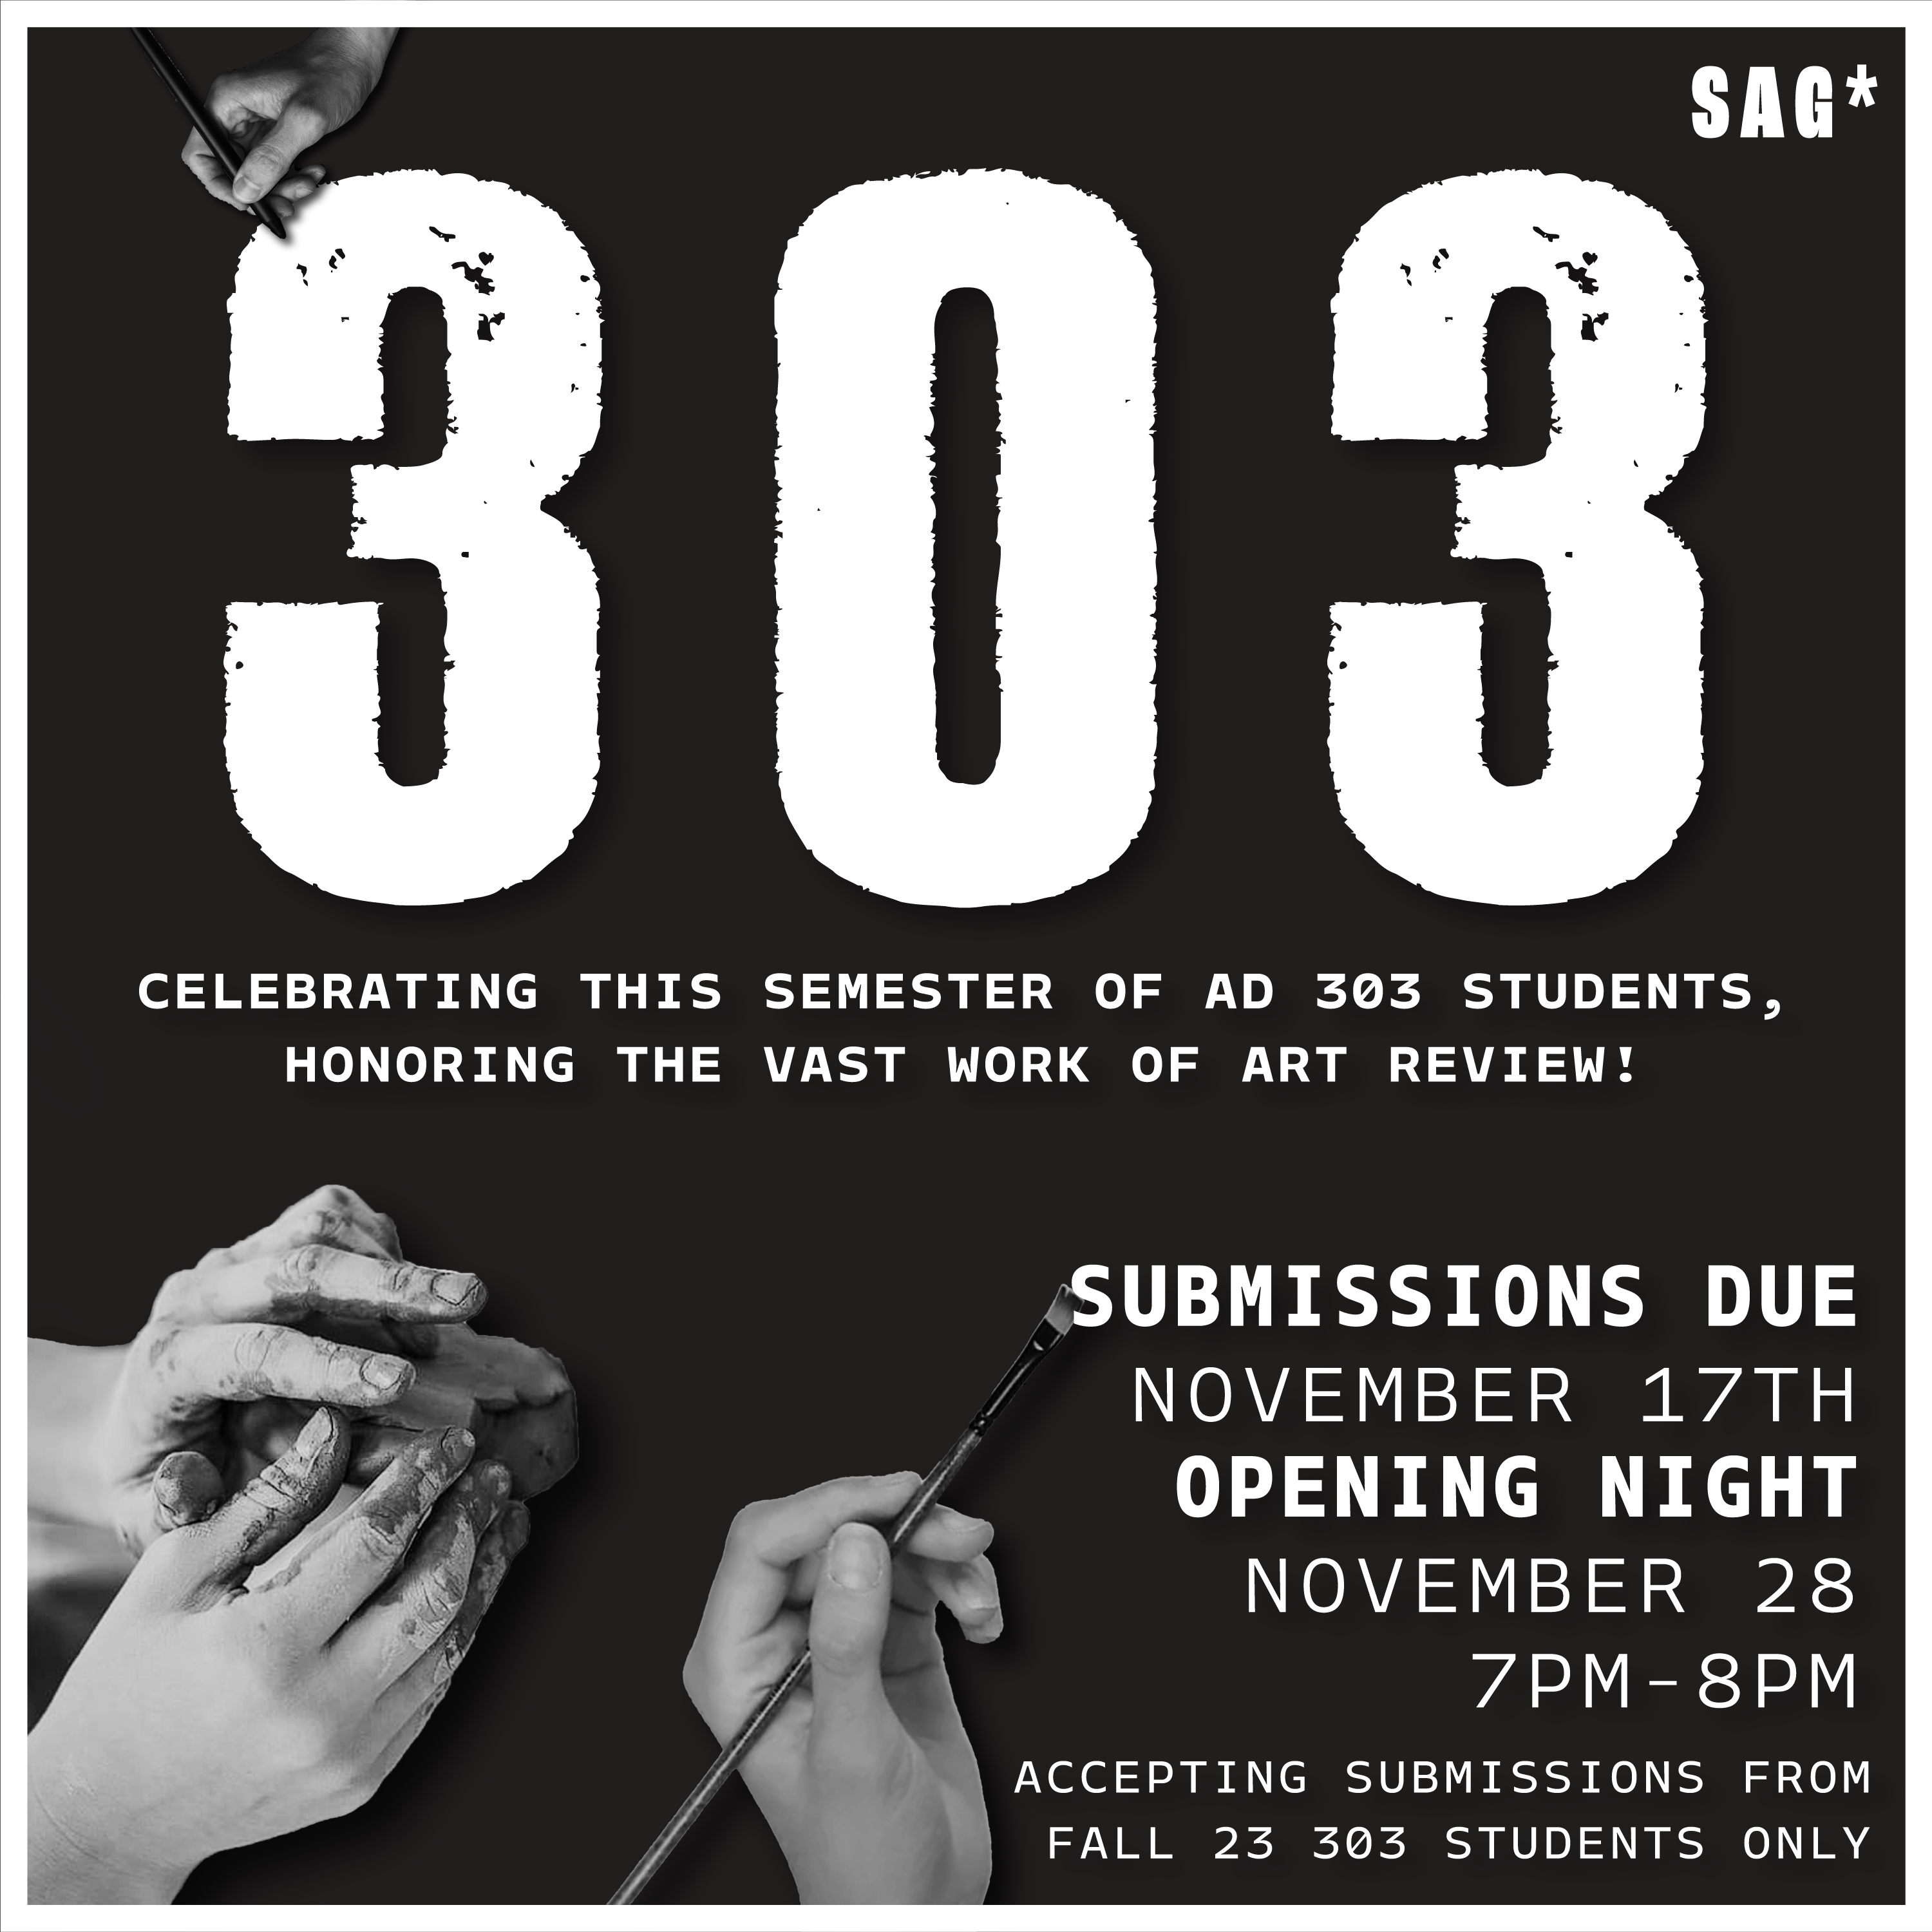 SAG*
303
CELEBRATING THIS SEMESTER OF AD 303 STUDENTS,
HONORING THE VAST WORK OF ART REVIEW!
SUBMISSIONS DUE
NOVEMBER 17TH
OPENING NIGHT
NOVEMBER 28
7PM-8PM
ACCEPTING SUBMISSIONS FROM
FALL 23 303 STUDENTS ONLY